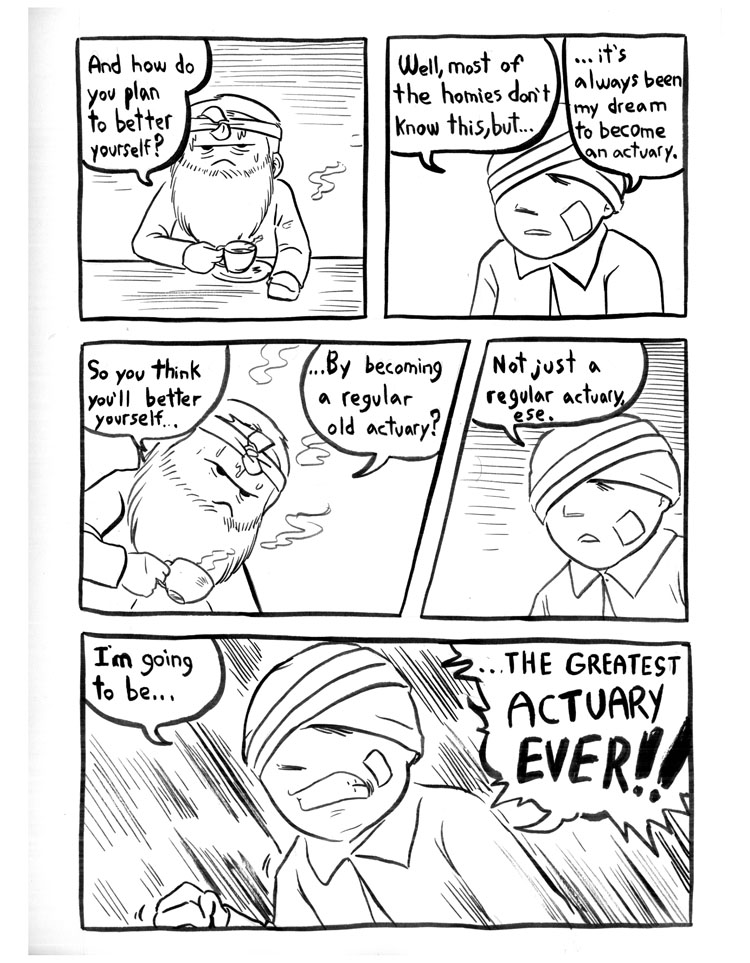 And how do
you plan
to better
yourself?
Well, most of
the homies don't
know this, but...
...it's
always been
my dream
to become
an actuary.
So you think
you'll better
yourself...
...By becoming
a regular
old actuary?
Not just a
regular actuary,
ese.
I'm going
to be...
...THE GREATEST
ACTUARY
EVER!!